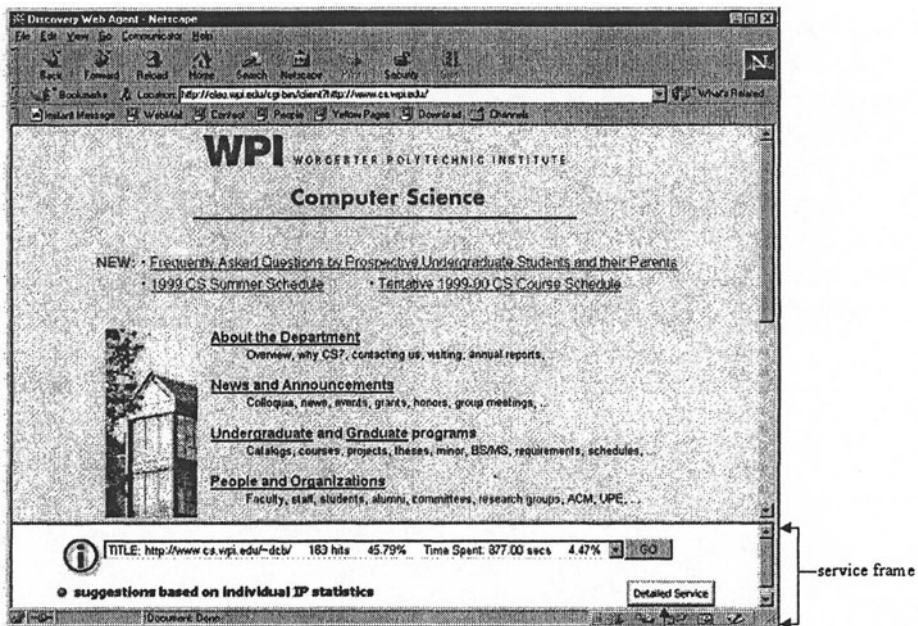 Discovery Web Agent - Netscape
File Edit View Go Communicator Help
Back Forward Reload Home Search Netscape Print Security
Bookmarks Location: http://oleo.wpi.edu/cgi-bin/client?http://www.cs.wpi.edu/ What's Related
Instant Message WebMail Contact People Yellow Pages Download Channels
WPI WORCESTER POLYTECHNIC INSTITUTE
Computer Science
NEW: · Frequently Asked Questions by Prospective Undergraduate Students and their Parents
· 1999 CS Summer Schedule · Tentative 1999-00 CS Course Schedule
About the Department
Overview, why CS?, contacting us, visiting, annual reports, ...
News and Announcements
Colloquia, news, events, grants, honors, group meetings, ...
Undergraduate and Graduate programs
Catalogs, courses, projects, theses, minor, BS/MS, requirements, schedules, ...
People and Organizations
Faculty, staff, students, alumni, committees, research groups, ACM, UPE, ...
TITLE: http://www.cs.wpi.edu/~dcb/ 163 hits 45.79% Time Spent: 877.00 secs 4.47% GO
suggestions based on individual IP statistics
Detailed Service
Document: Done
service frame